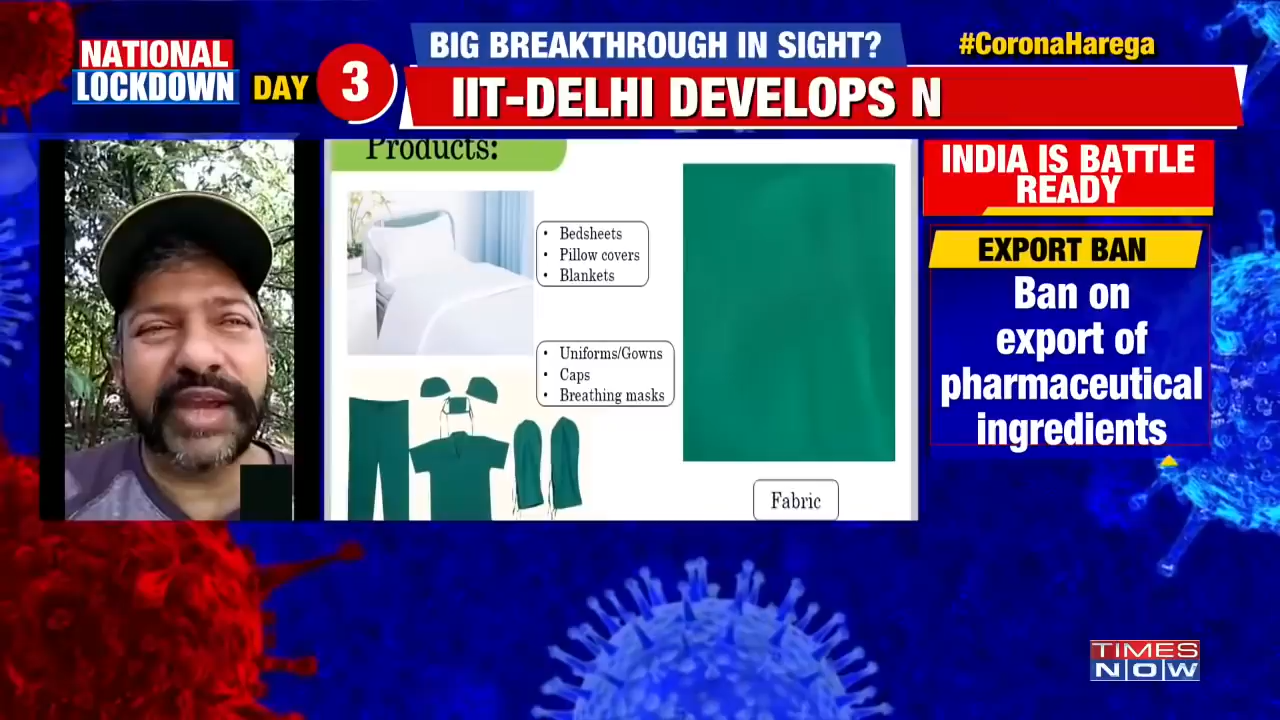 NATIONAL
LOCKDOWN
DAY 3
BIG BREAKTHROUGH IN SIGHT?
#CoronaHarega
IIT-DELHI DEVELOPS N
Products:
• Bedsheets
• Pillow covers
• Blankets
• Uniforms/Gowns
• Caps
• Breathing masks
Fabric
INDIA IS BATTLE
READY
EXPORT BAN
Ban on
export of
pharmaceutical
ingredients
TIMES
NOW